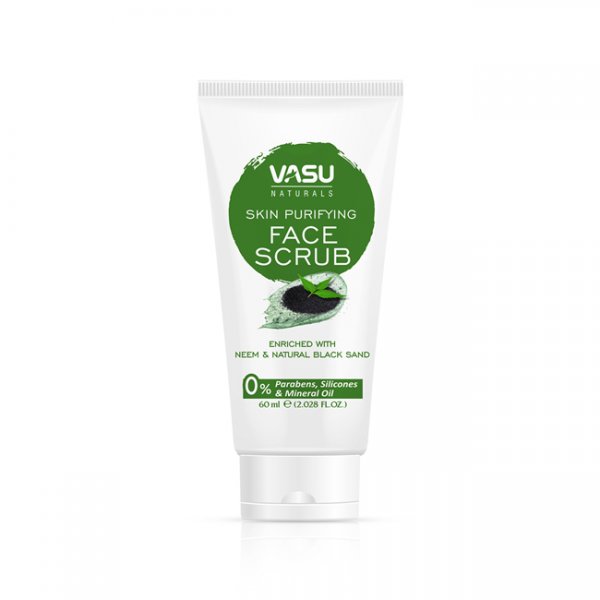 VASU
NATURALS
SKIN PURIFYING
FACE
SCRUB
ENRICHED WITH
NEEM & NATURAL BLACK SAND
0% Parabens, Silicones
& Mineral Oil
60 ml ℮ (2.028 FL.OZ.)